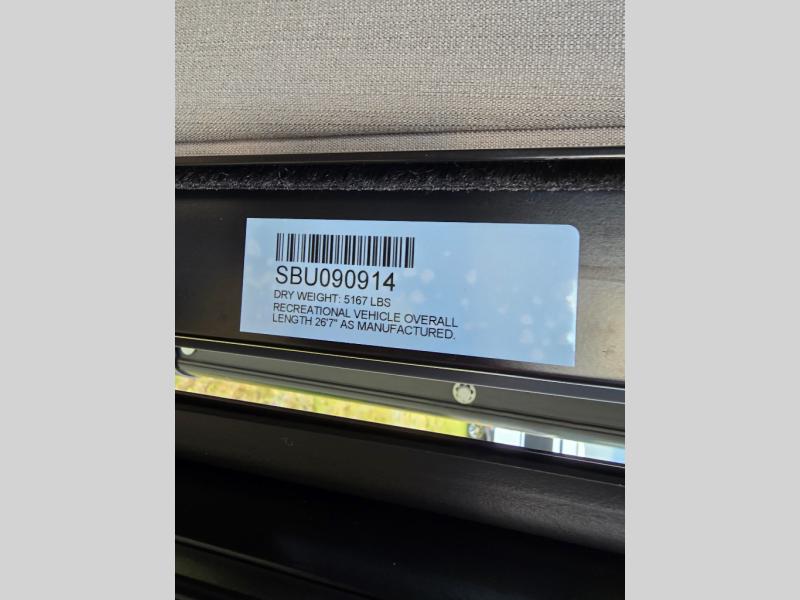 SBU090914
DRY WEIGHT: 5167 LBS
RECREATIONAL VEHICLE OVERALL
LENGTH 26'7" AS MANUFACTURED.